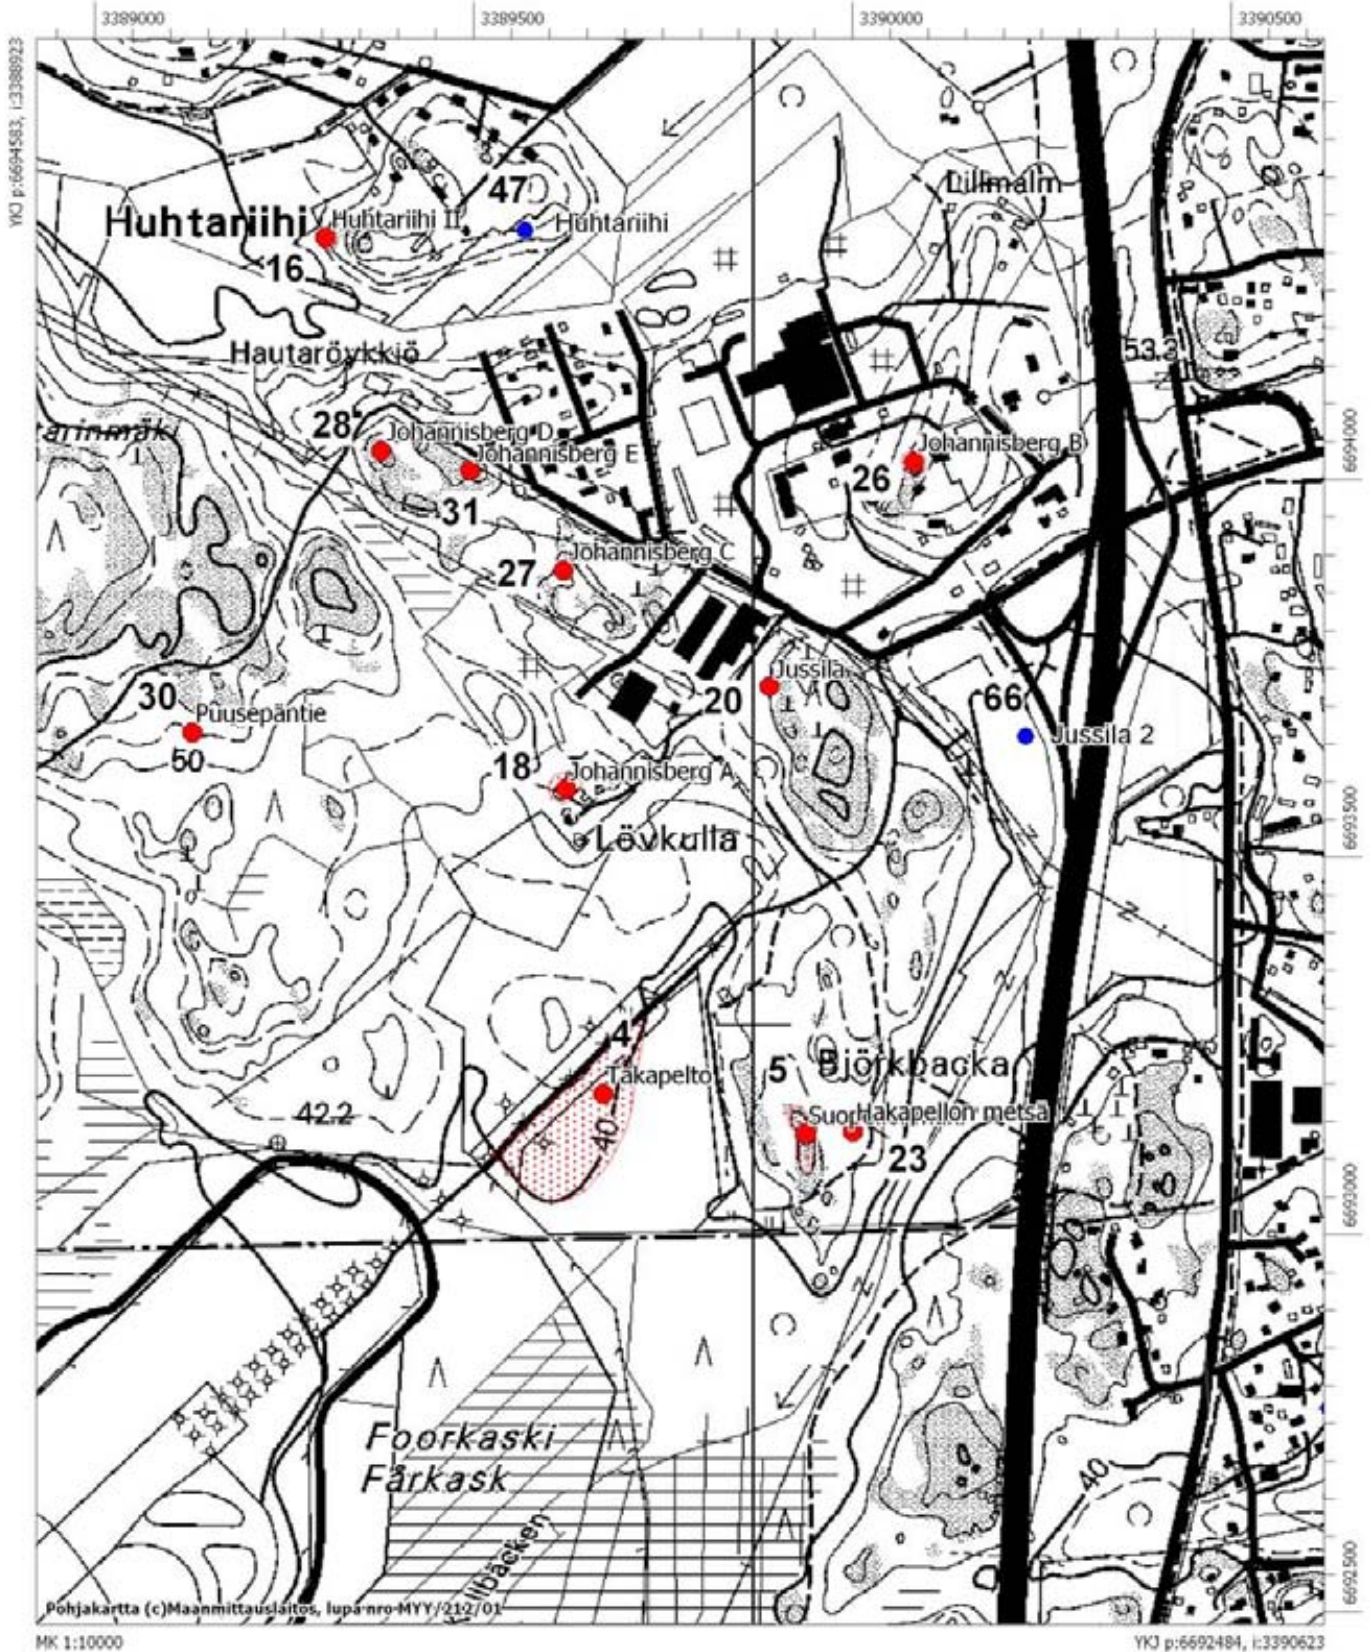 3389000
3389500
3390000
3390500
YKJ p:6694583, i:3388923
Lillmalm
47
Huhtariihi
Huhtariihi II
Huhtariihi
16
Hautaröykkiö
53.3
28
Johannisberg D
Johannisberg E
Johannisberg B
26
6694000
31
Johannisberg C
27
30
Puusepäntie
50
20
Jussila
66
Jussila 2
18
Johannisberg A
Lövkulla
6693500
4
Takapelto
5
Björkbacka
Hakapellon metsä
42.2
40
23
6693000
Foorkaski
Fårkask
40
6692500
Pohjakartta (c)Maanmittauslaitos, lupa nro MYY/212/01
MK 1:10000
YKJ p:6692484, i:3390623